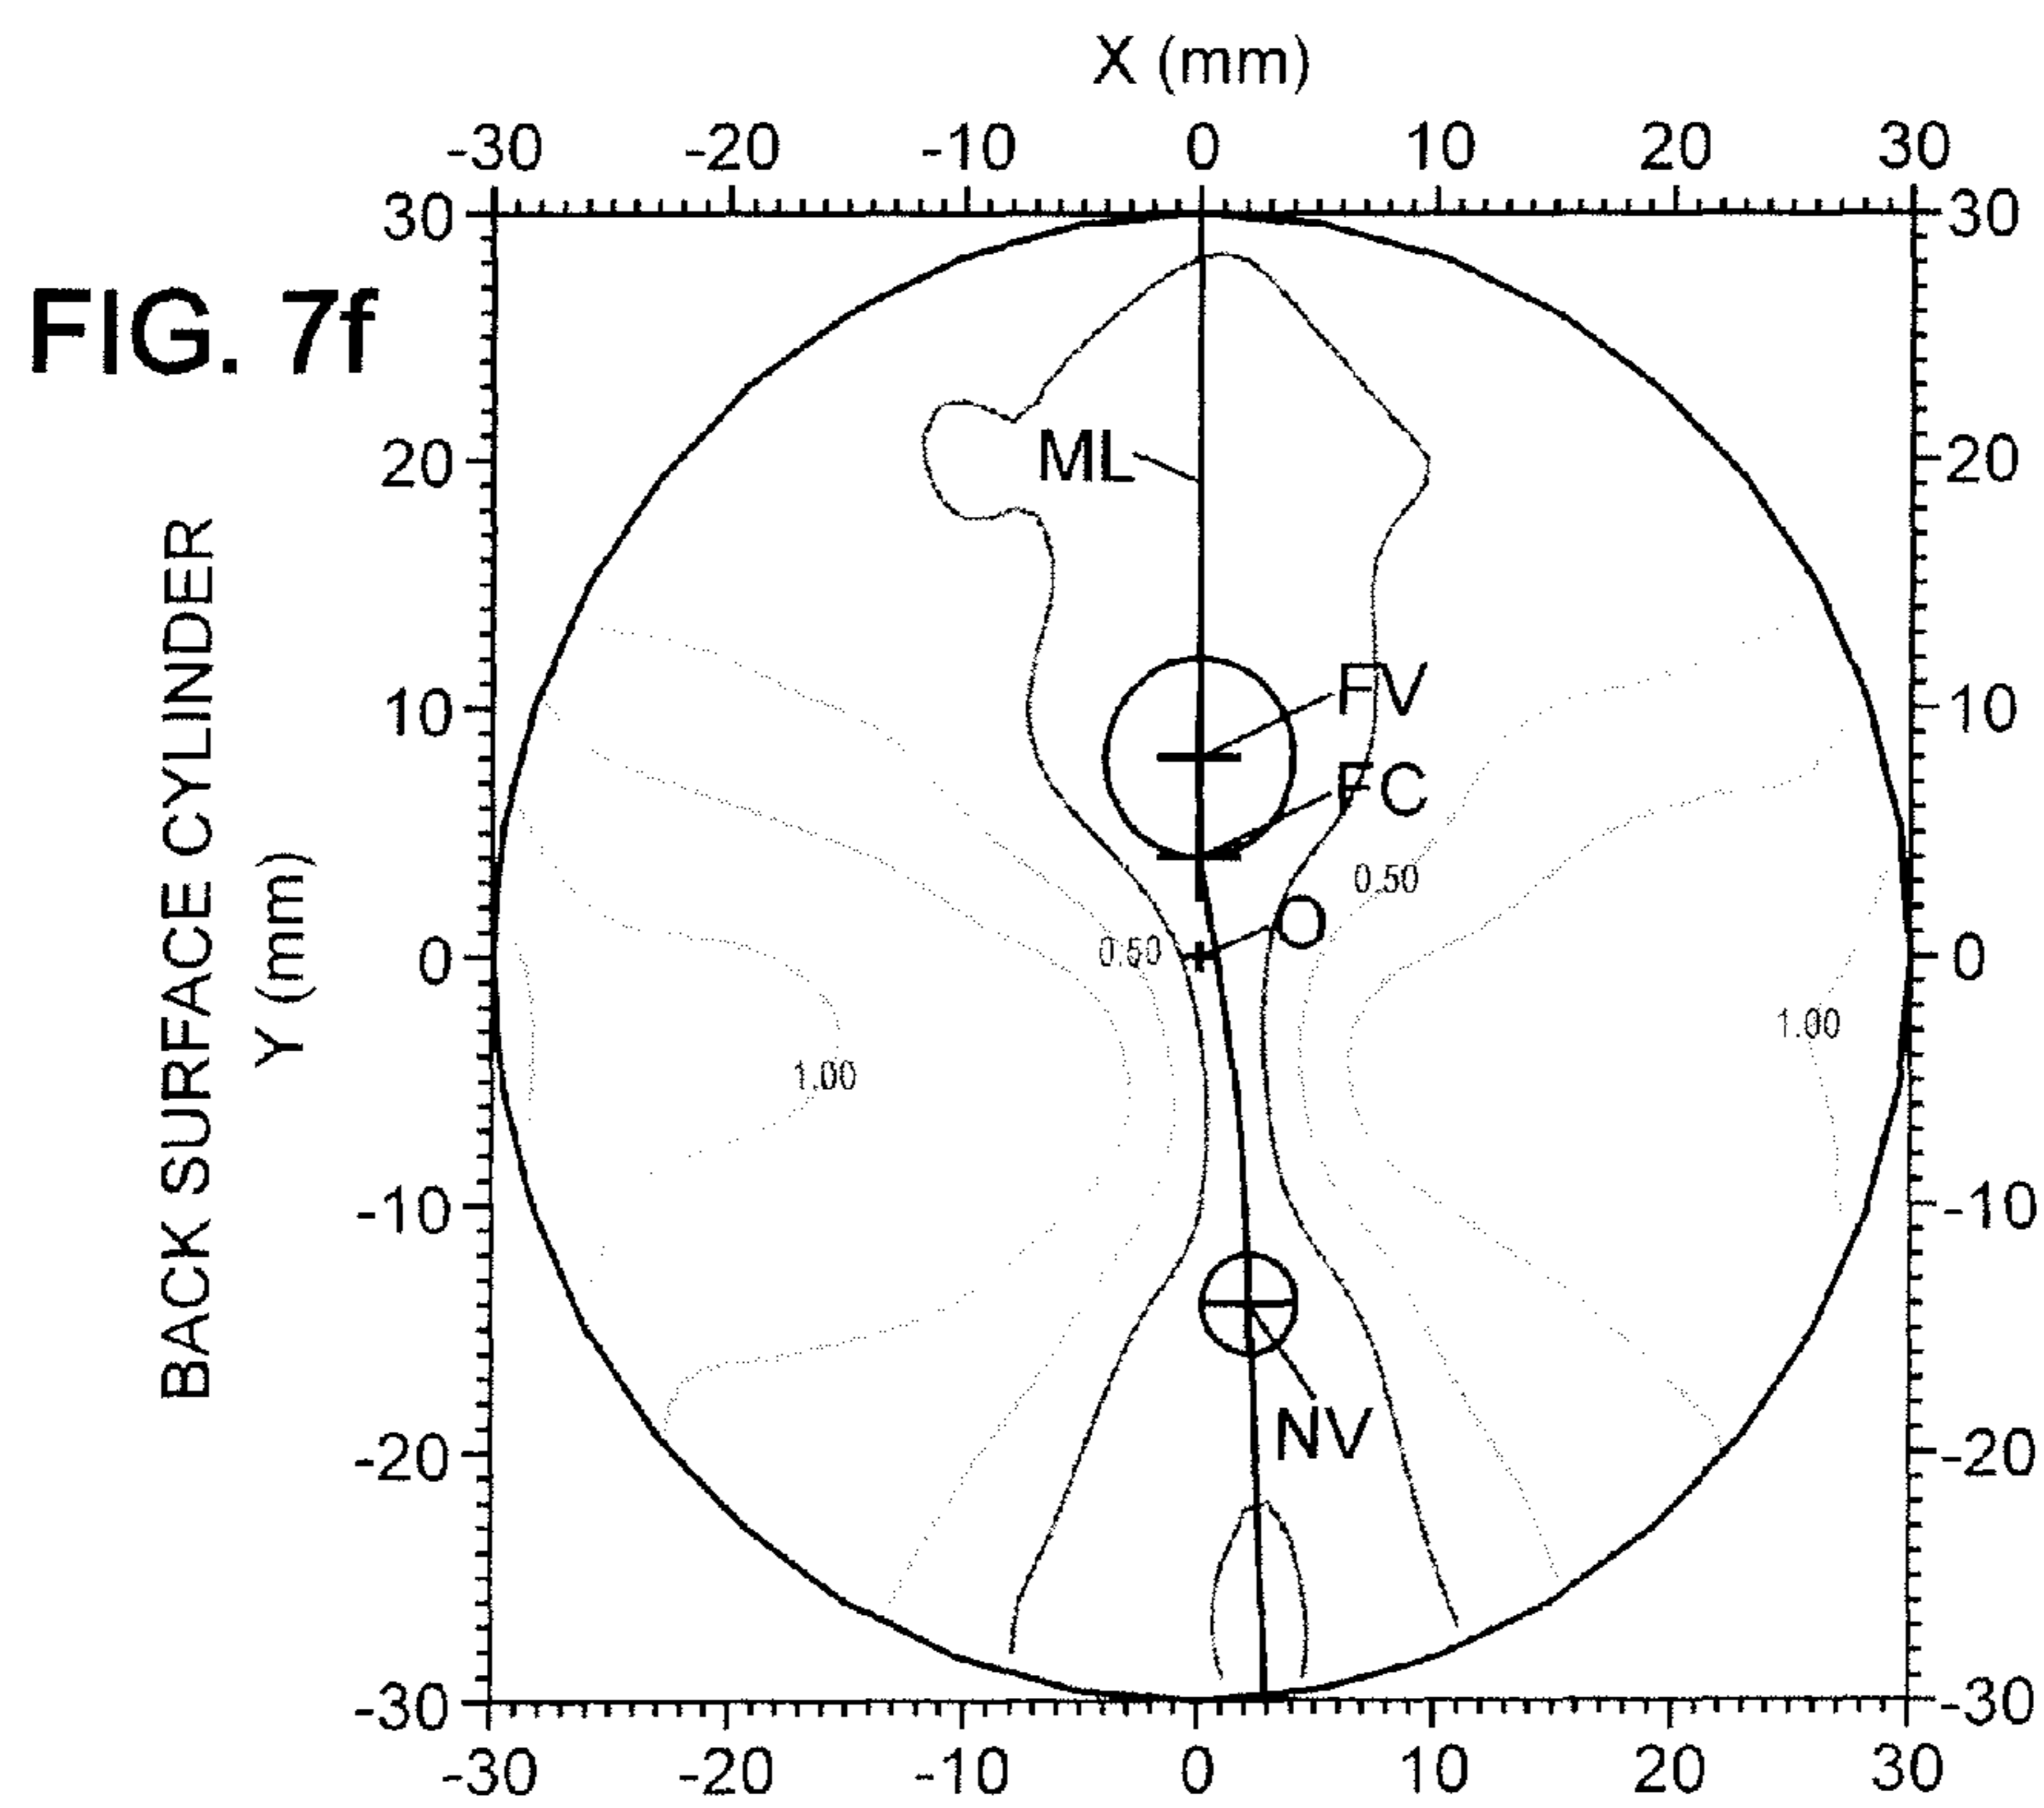 X (mm)
-30 -20 -10 0 10 20 30
30 30
FIG. 7f
20 ML 20
10 FV 10
FC
0.50
O
0 0.50 0
1.00
1.00
-10 -10
NV
-20 -20
-30 -30
-30 -20 -10 0 10 20 30
BACK SURFACE CYLINDER
Y (mm)